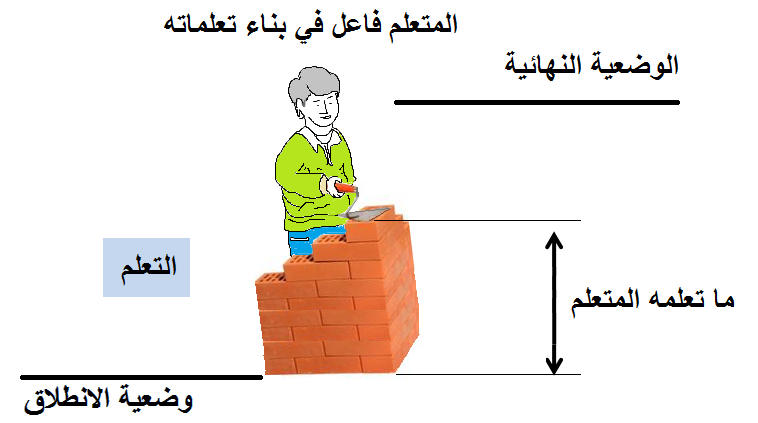 المتعلم فاعل في بناء تعلماته
الوضعية النهائية
التعلم
ما تعلمه المتعلم
وضعية الانطلاق